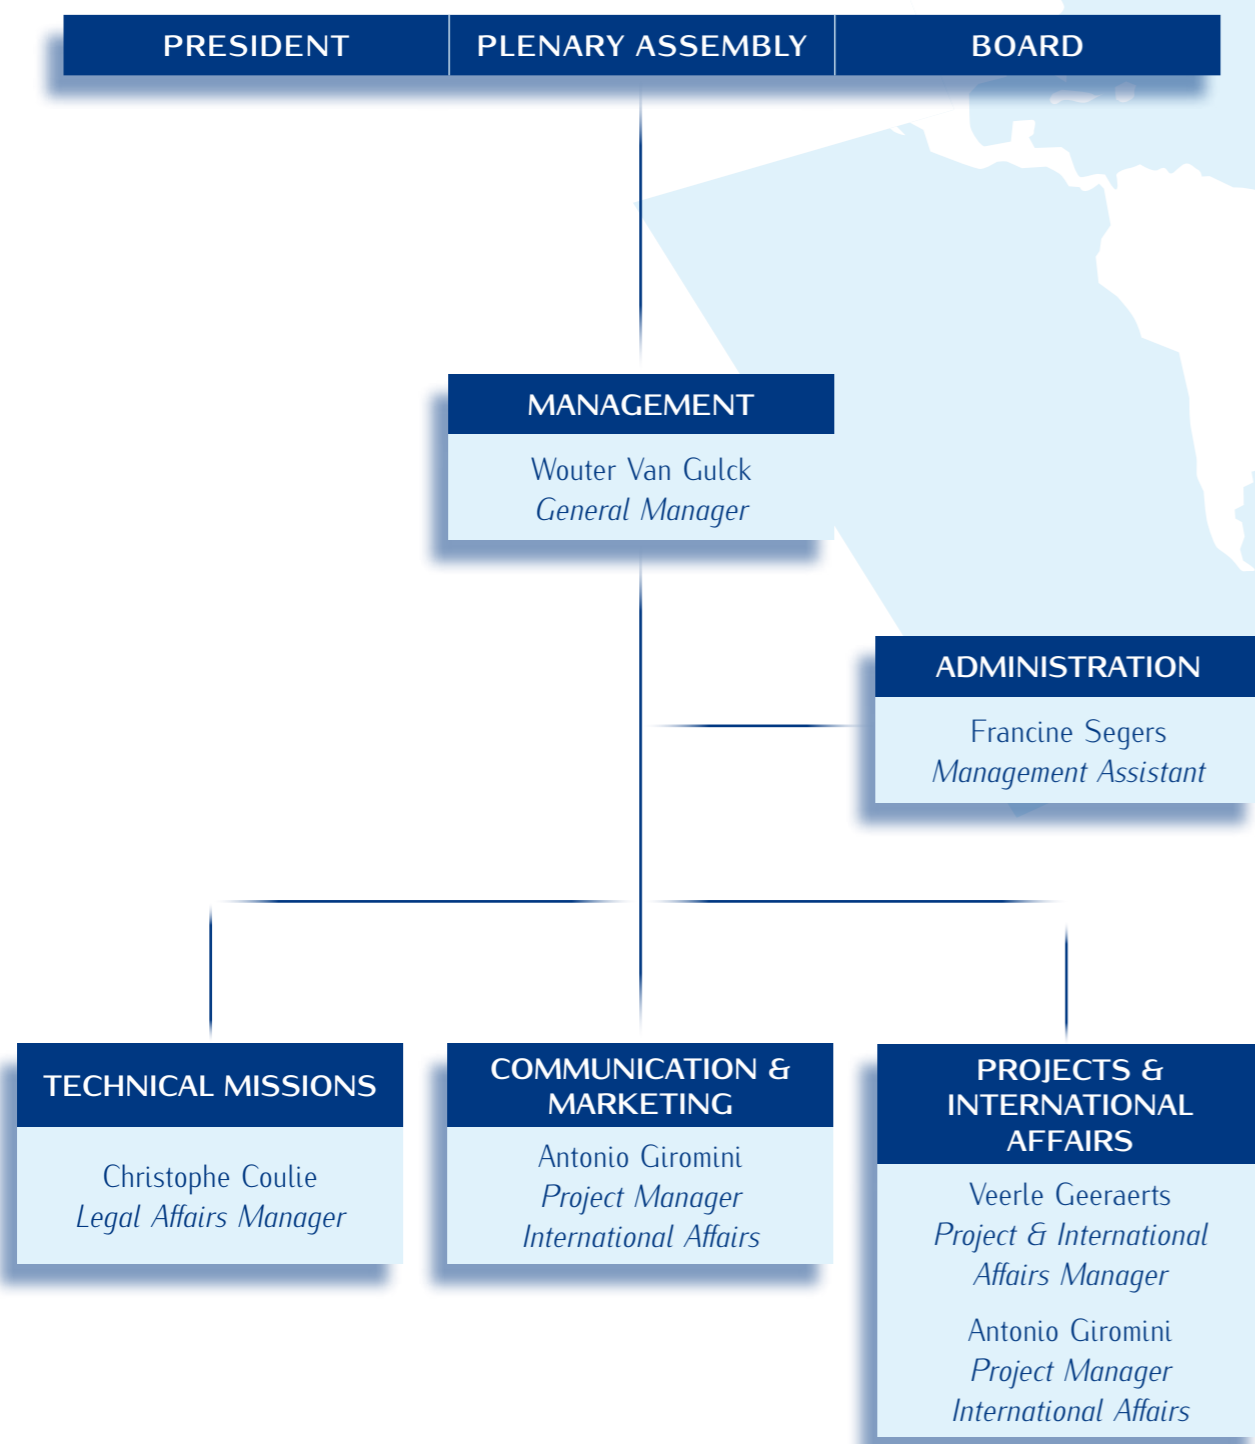 PRESIDENT
PLENARY ASSEMBLY
BOARD
MANAGEMENT
Wouter Van Gulck
General Manager
ADMINISTRATION
Francine Segers
Management Assistant
TECHNICAL MISSIONS
Christophe Coulie
Legal Affairs Manager
COMMUNICATION &
MARKETING
Antonio Giromini
Project Manager
International Affairs
PROJECTS &
INTERNATIONAL
AFFAIRS
Veerle Geeraerts
Project & International
Affairs Manager
Antonio Giromini
Project Manager
International Affairs